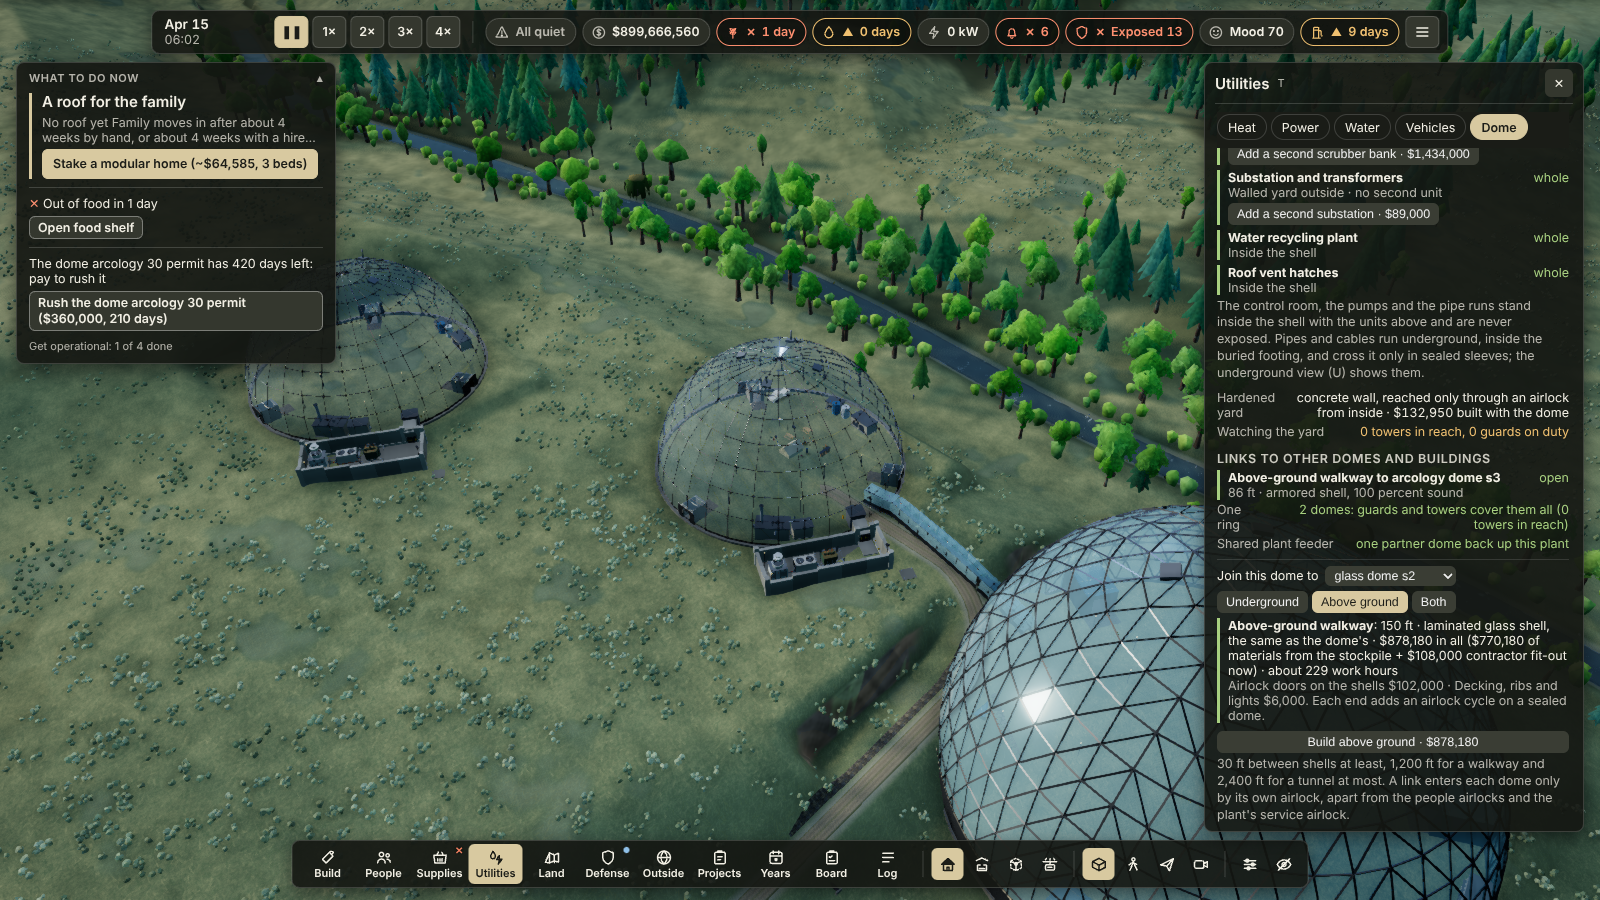 Apr 15
06:02
1×
2×
3×
4×
All quiet
$899,666,560
× 1 day
▲ 0 days
0 kW
× 6
× Exposed 13
Mood 70
▲ 9 days
WHAT TO DO NOW
A roof for the family
No roof yet Family moves in after about 4
weeks by hand, or about 4 weeks with a hire...
Stake a modular home (~$64,585, 3 beds)
× Out of food in 1 day
Open food shelf
The dome arcology 30 permit has 420 days left:
pay to rush it
Rush the dome arcology 30 permit
($360,000, 210 days)
Get operational: 1 of 4 done
Utilities T
Heat
Power
Water
Vehicles
Dome
Add a second scrubber bank · $1,434,000
Substation and transformers whole
Walled yard outside · no second unit
Add a second substation · $89,000
Water recycling plant whole
Inside the shell
Roof vent hatches whole
Inside the shell
The control room, the pumps and the pipe runs stand
inside the shell with the units above and are never
exposed. Pipes and cables run underground, inside the
buried footing, and cross it only in sealed sleeves; the
underground view (U) shows them.
Hardened concrete wall, reached only through an airlock
yard from inside · $132,950 built with the dome
Watching the yard 0 towers in reach, 0 guards on duty
LINKS TO OTHER DOMES AND BUILDINGS
Above-ground walkway to arcology dome s3 open
86 ft · armored shell, 100 percent sound
One 2 domes: guards and towers cover them all (0
ring towers in reach)
Shared plant feeder one partner dome back up this plant
Join this dome to glass dome s2
Underground
Above ground
Both
Above-ground walkway: 150 ft · laminated glass shell,
the same as the dome's · $878,180 in all ($770,180 of
materials from the stockpile + $108,000 contractor fit-out
now) · about 229 work hours
Airlock doors on the shells $102,000 · Decking, ribs and
lights $6,000. Each end adds an airlock cycle on a sealed
dome.
Build above ground · $878,180
30 ft between shells at least, 1,200 ft for a walkway and
2,400 ft for a tunnel at most. A link enters each dome only
by its own airlock, apart from the people airlocks and the
plant's service airlock.
Build
People
Supplies
Utilities
Land
Defense
Outside
Projects
Years
Board
Log